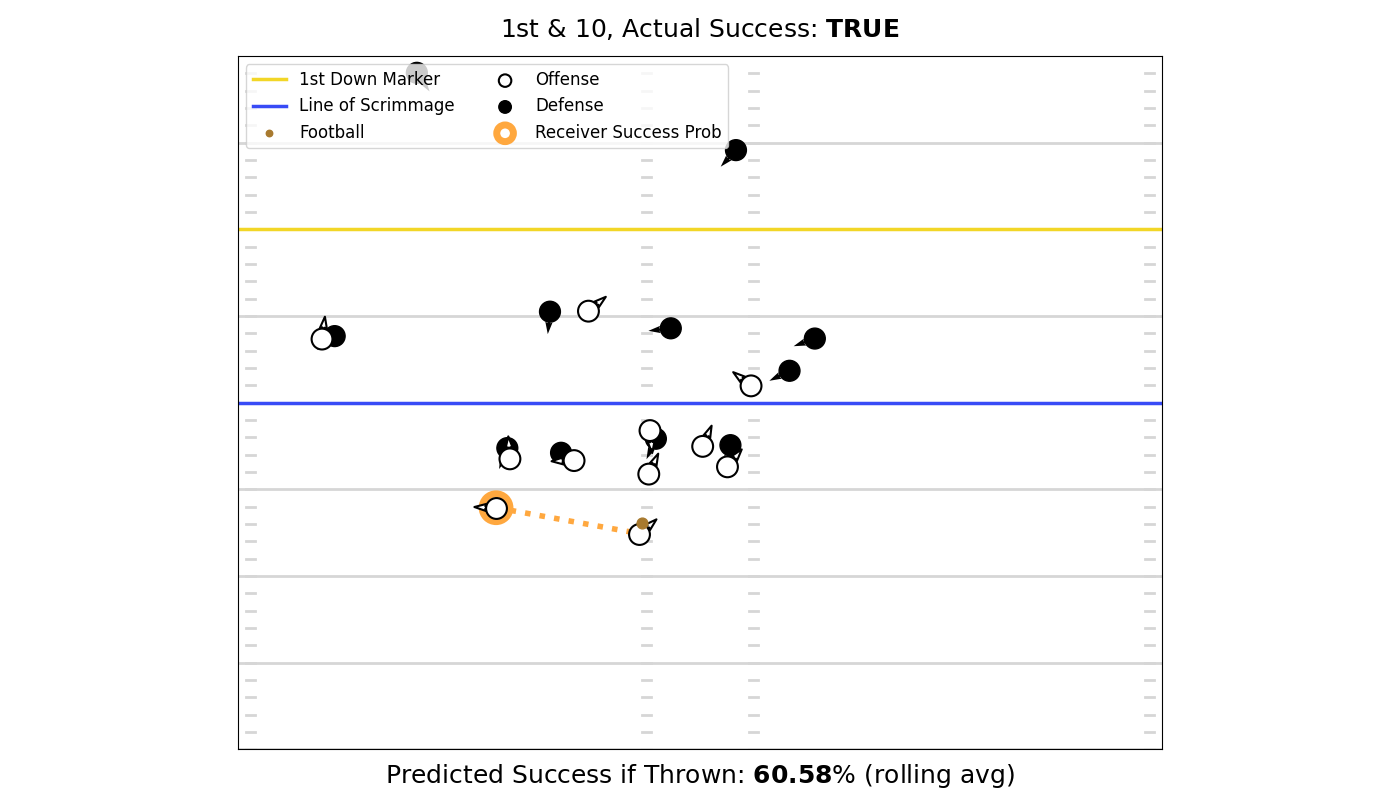 1st & 10, Actual Success: TRUE
1st Down Marker
Line of Scrimmage
Football
Offense
Defense
Receiver Success Prob
Predicted Success if Thrown: 60.58% (rolling avg)